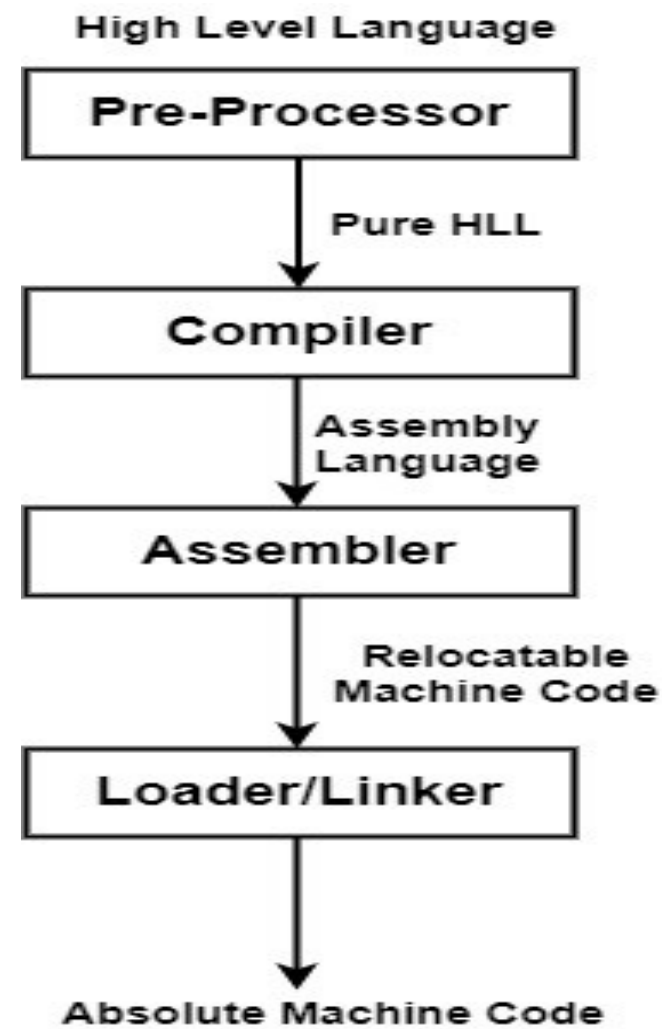 High Level Language
Pre-Processor
Pure HLL
Compiler
Assembly
Language
Assembler
Relocatable
Machine Code
Loader/Linker
Absolute Machine Code